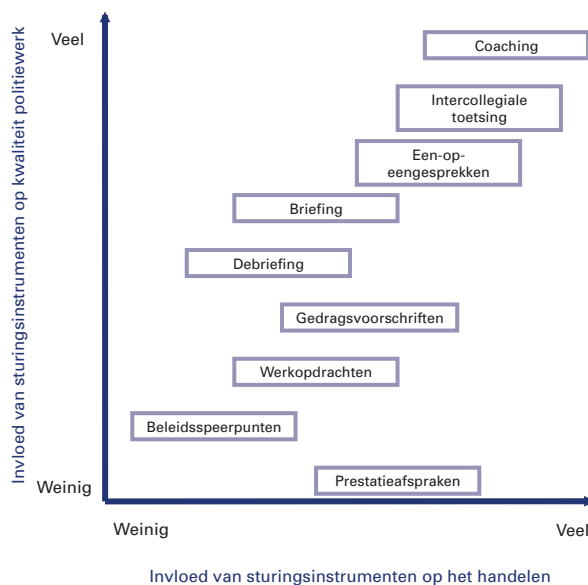 Invloed van sturingsinstrumenten op kwaliteit politiewerk
Veel
Coaching
Intercollegiale
toetsing
Een-op-
eengesprekken
Briefing
Debriefing
Gedragsvoorschriften
Werkopdrachten
Beleidsspeerpunten
Weinig
Prestatieafspraken
Weinig
Veel
Invloed van sturingsinstrumenten op het handelen